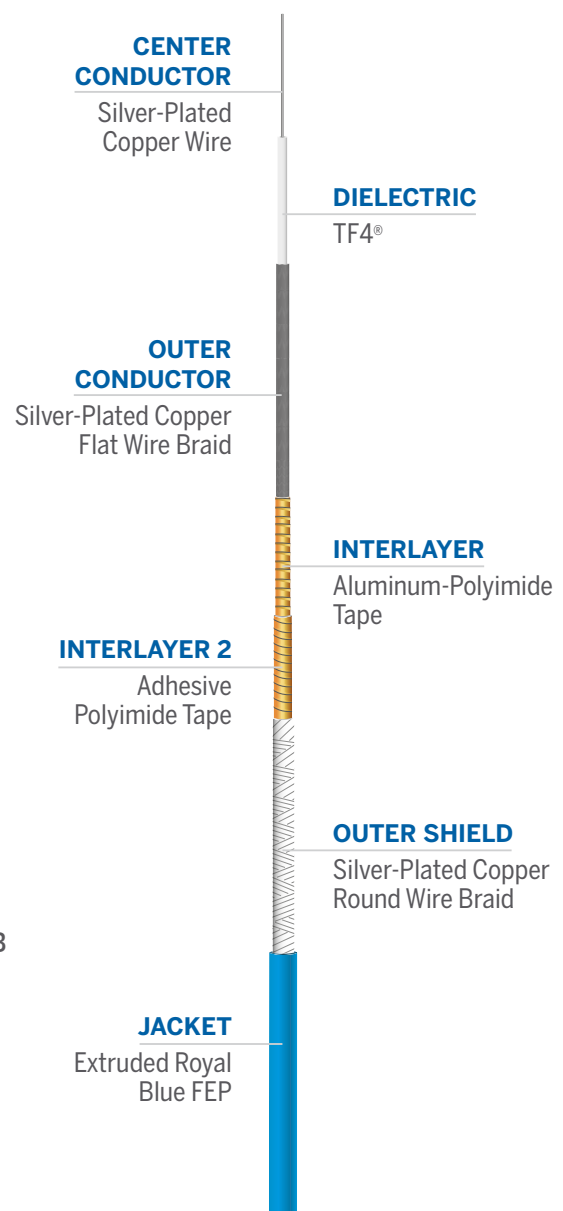 CENTER
CONDUCTOR
Silver-Plated
Copper Wire
DIELECTRIC
TF4®
OUTER
CONDUCTOR
Silver-Plated Copper
Flat Wire Braid
INTERLAYER
Aluminum-Polyimide
Tape
INTERLAYER 2
Adhesive
Polyimide Tape
OUTER SHIELD
Silver-Plated Copper
Round Wire Braid
3
JACKET
Extruded Royal
Blue FEP